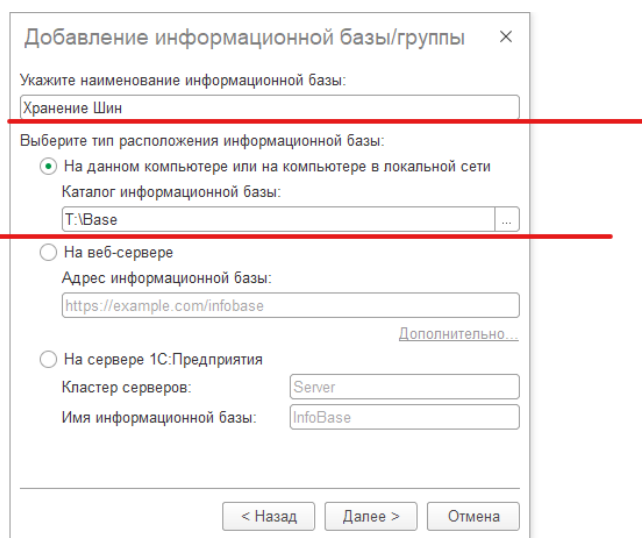 Добавление информационной базы/группы ×
Укажите наименование информационной базы:
Хранение Шин
Выберите тип расположения информационной базы:
На данном компьютере или на компьютере в локальной сети
Каталог информационной базы:
T:\Base ...
На веб-сервере
Адрес информационной базы:
https://example.com/infobase
Дополнительно...
На сервере 1С:Предприятия
Кластер серверов: Server
Имя информационной базы: InfoBase
< Назад Далее > Отмена